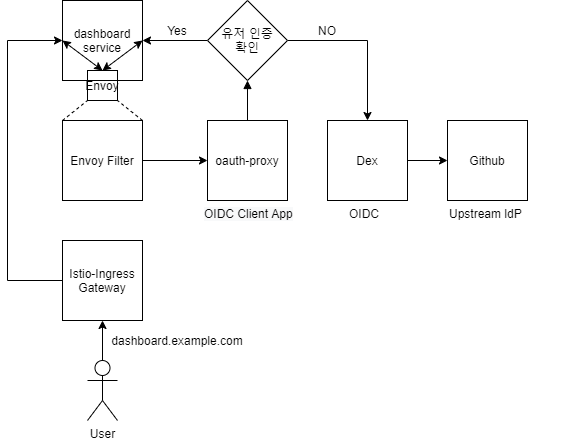 dashboard
service
Yes
유저 인증
확인
NO
Envoy
Envoy Filter
oauth-proxy
Dex
Github
OIDC Client App
OIDC
Upstream IdP
Istio-Ingress
Gateway
dashboard.example.com
User